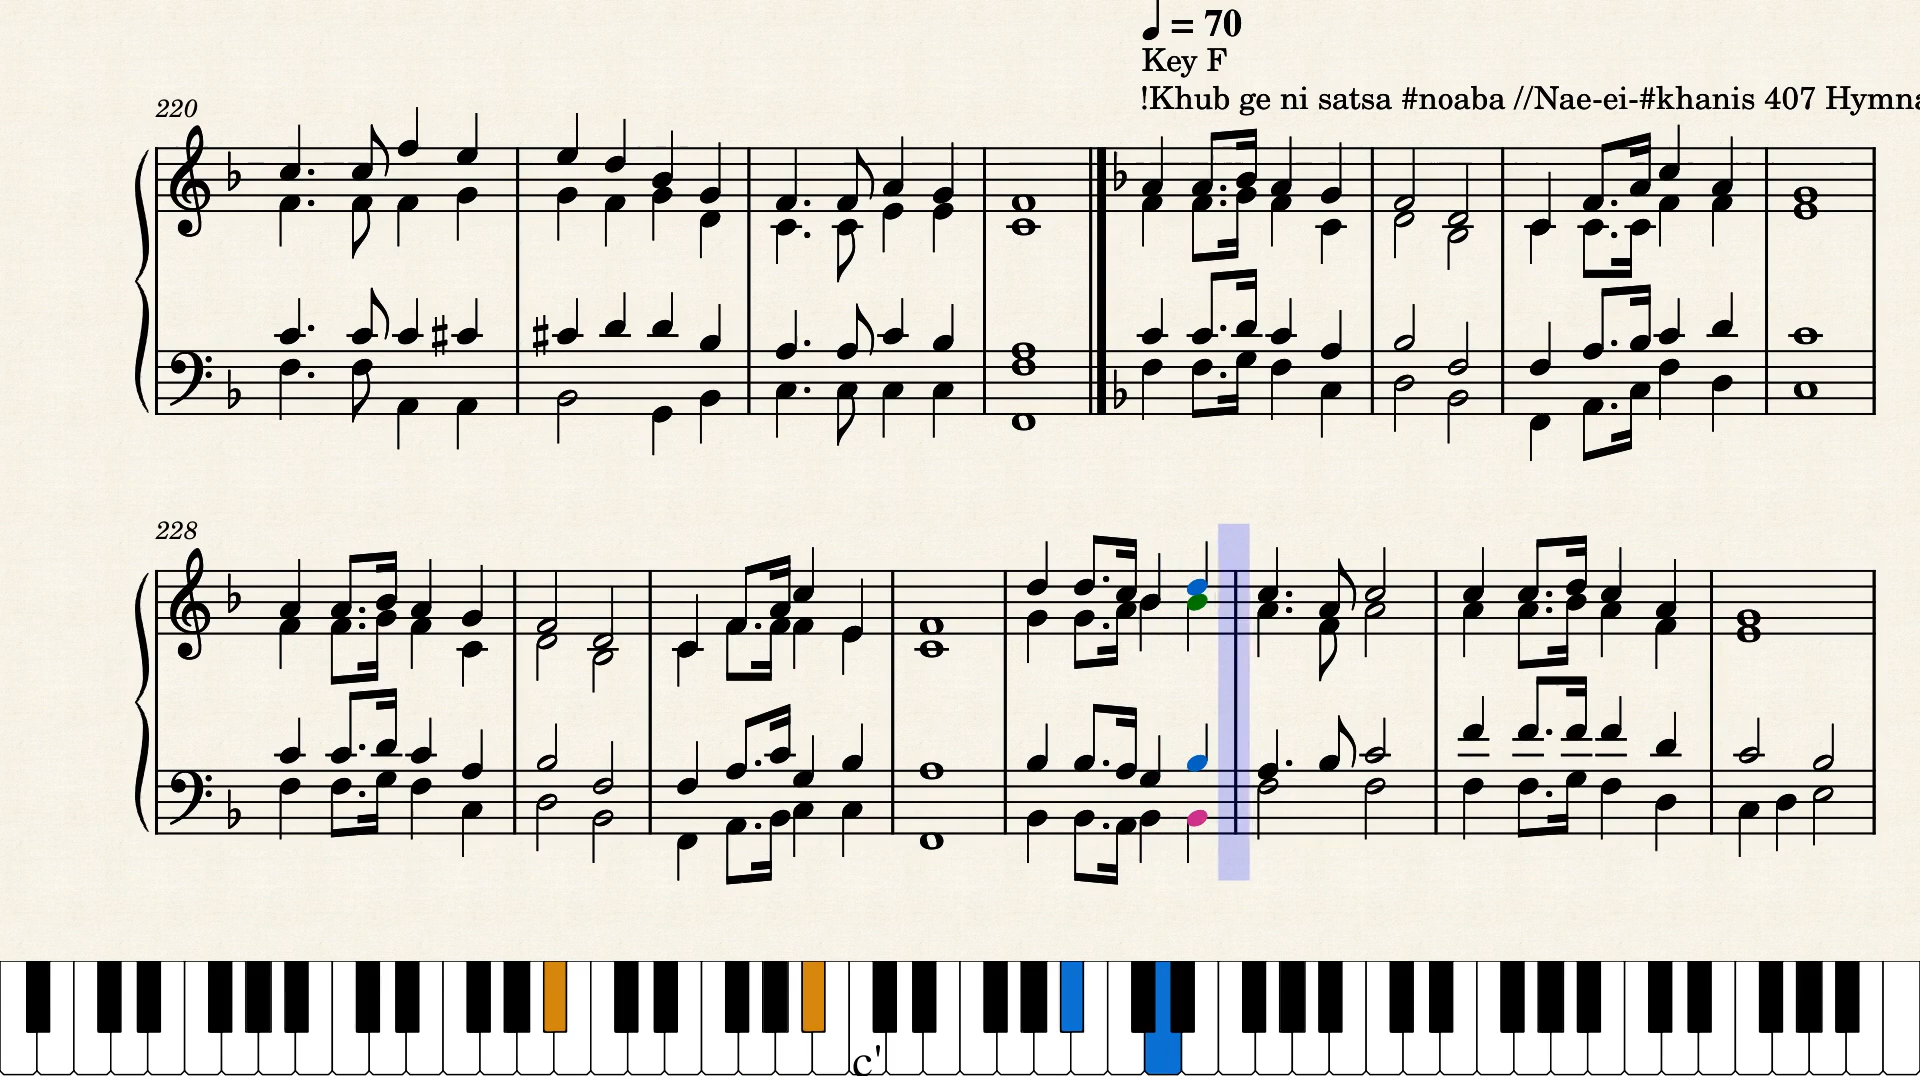 ♩ = 70
Key F
!Khub ge ni satsa #noaba //Nae-ei-#khanis 407 Hymna
220
228
c'